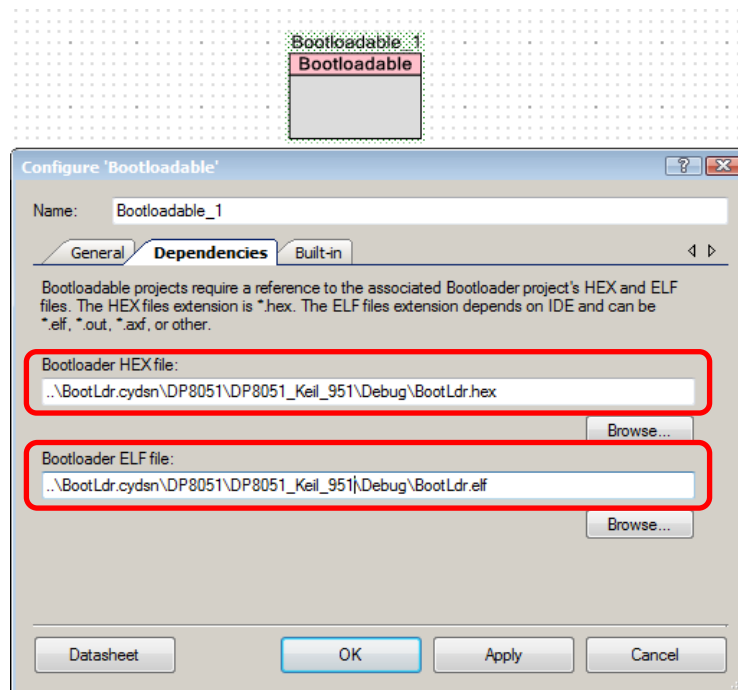 Bootloadable_1
Bootloadable
Configure 'Bootloadable'
Name: Bootloadable_1
General Dependencies Built-in
Bootloadable projects require a reference to the associated Bootloader project's HEX and ELF
files. The HEX files extension is *.hex. The ELF files extension depends on IDE and can be
*.elf, *.out, *.axf, or other.
Bootloader HEX file:
..\BootLdr.cydsn\DP8051\DP8051_Keil_951\Debug\BootLdr.hex
Browse...
Bootloader ELF file:
..\BootLdr.cydsn\DP8051\DP8051_Keil_951\Debug\BootLdr.elf
Browse...
Datasheet OK Apply Cancel